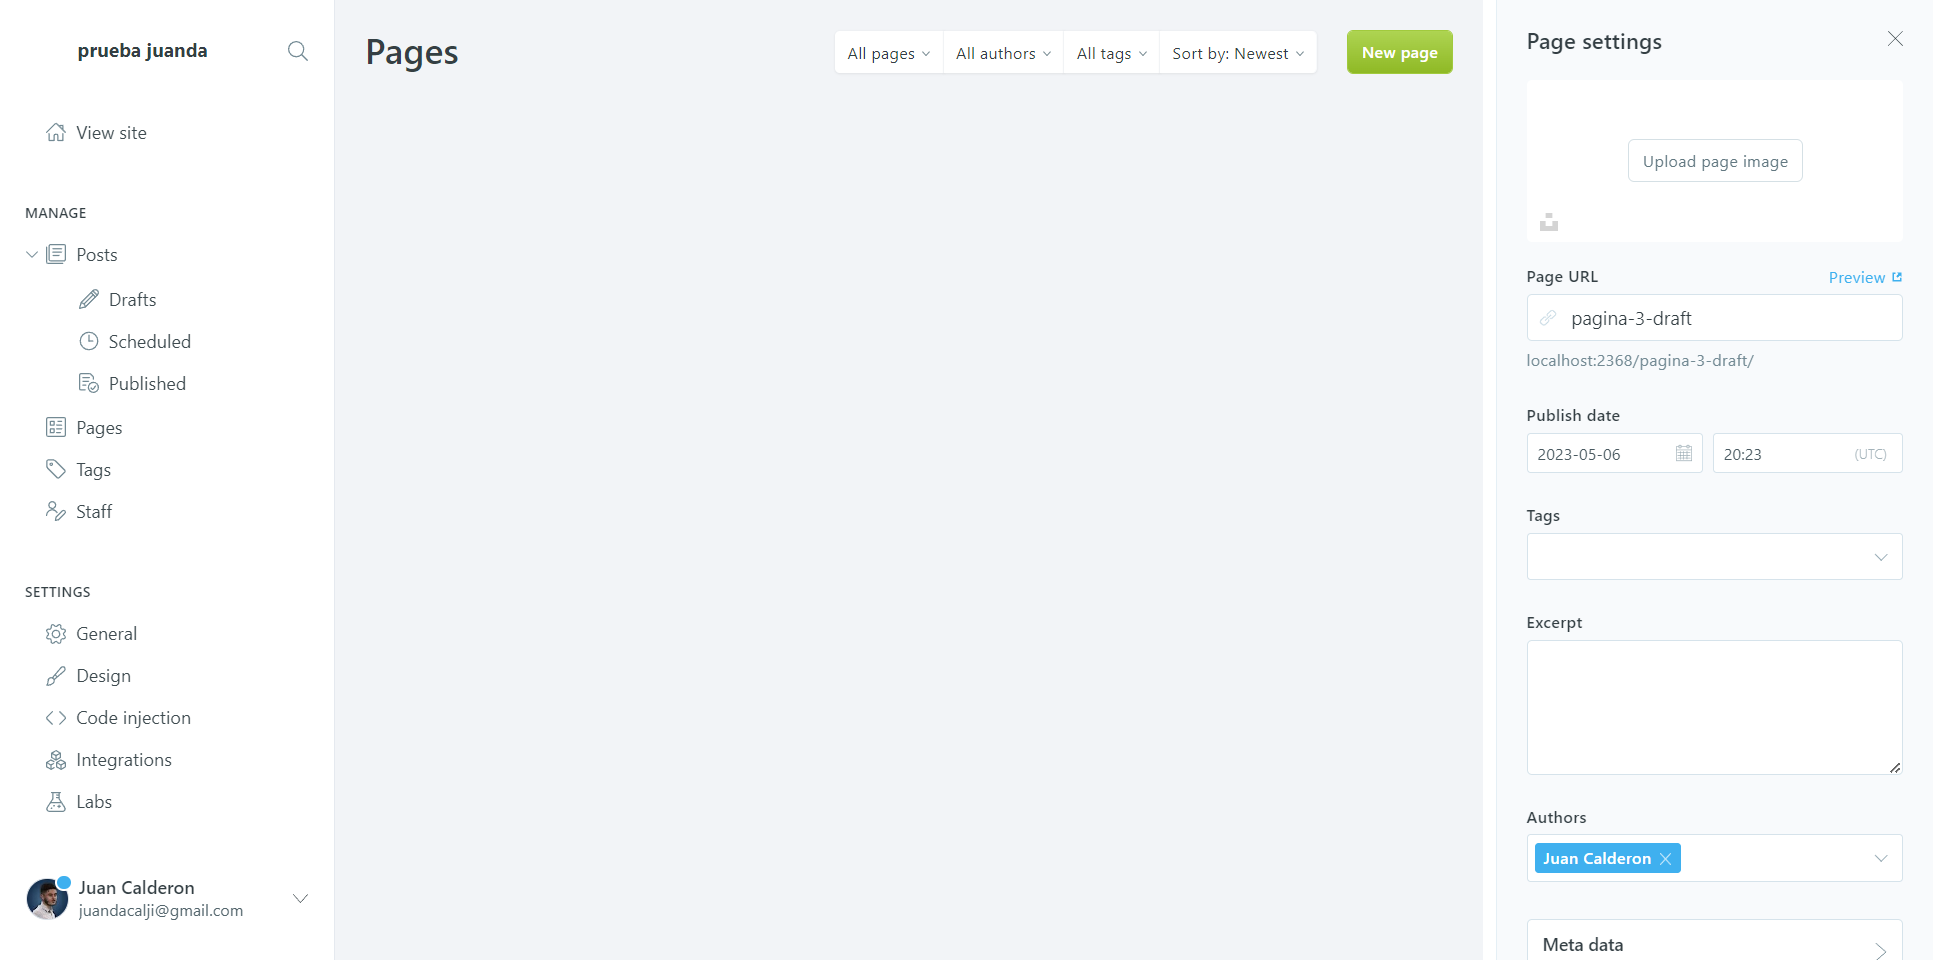 prueba juanda
View site
MANAGE
Posts
Drafts
Scheduled
Published
Pages
Tags
Staff
SETTINGS
General
Design
Code injection
Integrations
Labs
Juan Calderon
juandacalji@gmail.com
Pages
All pages
All authors
All tags
Sort by: Newest
New page
Page settings
Upload page image
Page URL
Preview
pagina-3-draft
localhost:2368/pagina-3-draft/
Publish date
2023-05-06
20:23 (UTC)
Tags
Excerpt
Authors
Juan Calderon
Meta data